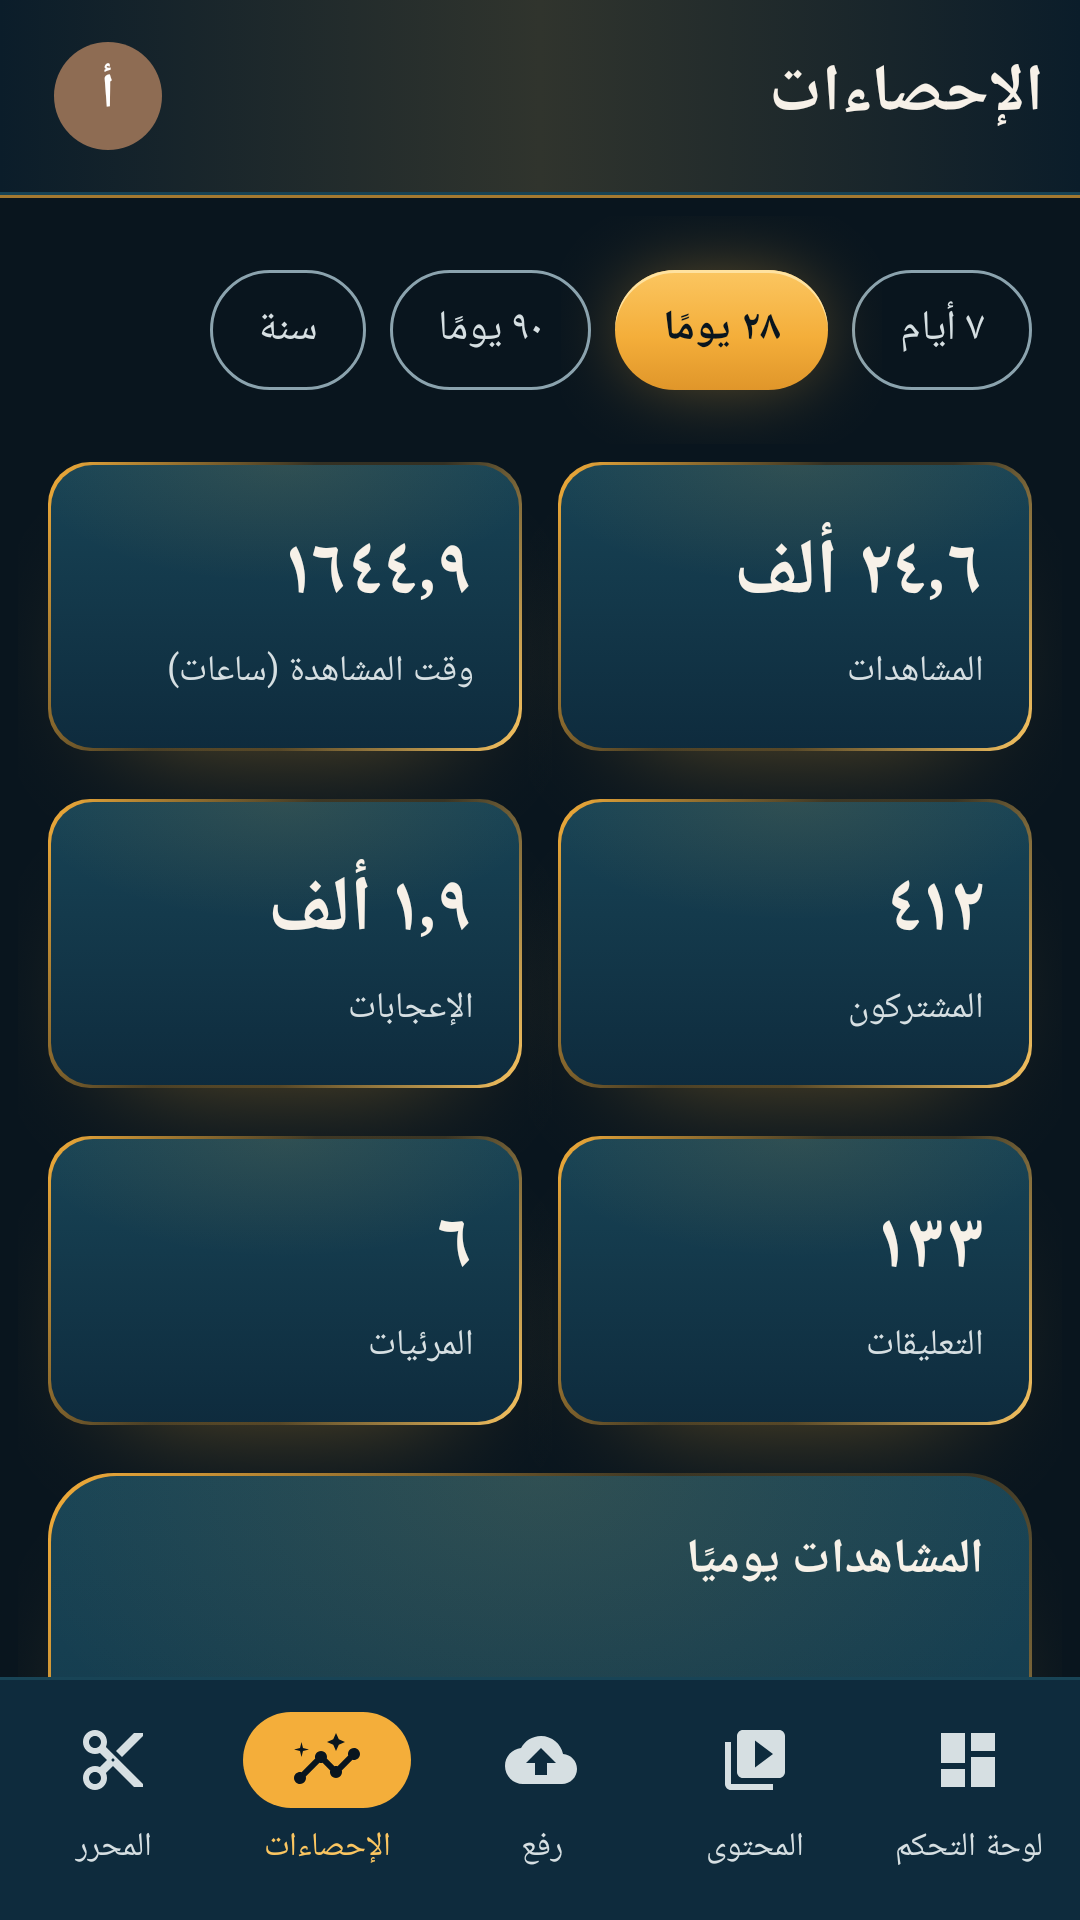 الإحصاءات
أ
٧ أيام
٢٨ يومًا
٩٠ يومًا
سنة
٢٤,٦ ألف
المشاهدات
١٦٤٤,٩
وقت المشاهدة (ساعات)
٤١٢
المشتركون
١,٩ ألف
الإعجابات
١٣٣
التعليقات
٦
المرئيات
المشاهدات يوميًا
لوحة التحكم
المحتوى
رفع
الإحصاءات
المحرر